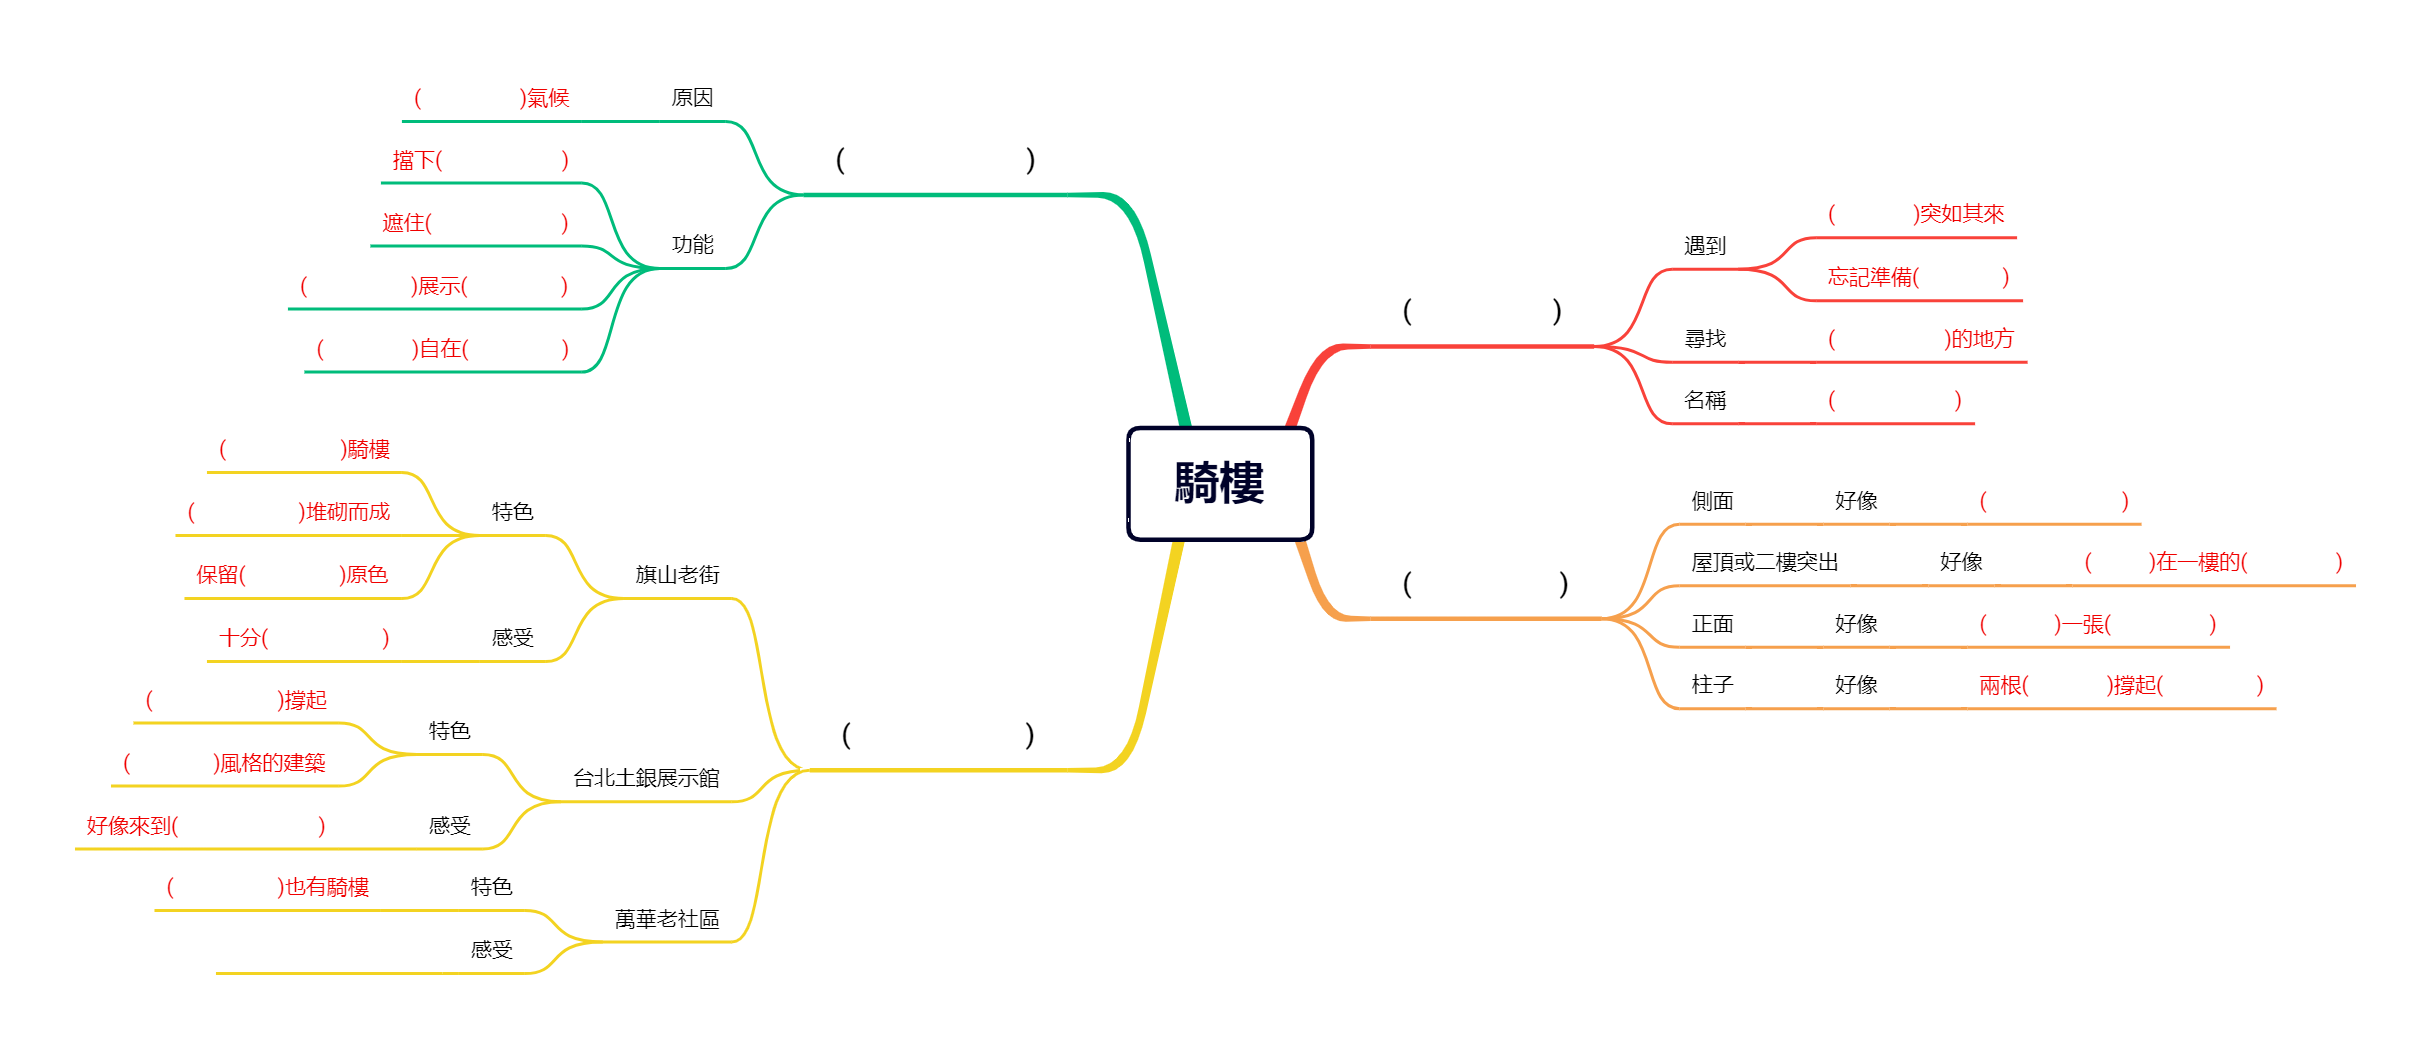 騎樓
(　　　)
遇到
(　　　)突如其來
忘記準備(　　　)
尋找
(　　　)的地方
名稱
(　　　)
(　　　)
側面
好像
(　　　)
屋頂或二樓突出
好像
(　　　)在一樓的(　　　)
正面
好像
(　　　)一張(　　　)
柱子
好像
兩根(　　　)撐起(　　　)
(　　　)
原因
(　　　)氣候
功能
擋下(　　　)
遮住(　　　)
(　　　)展示(　　　)
(　　　)自在(　　　)
(　　　)
旗山老街
特色
(　　　)騎樓
(　　　)堆砌而成
保留(　　　)原色
感受
十分(　　　)
台北土銀展示館
特色
(　　　)撐起
(　　　)風格的建築
感受
好像來到(　　　)
萬華老社區
特色
(　　　)也有騎樓
感受